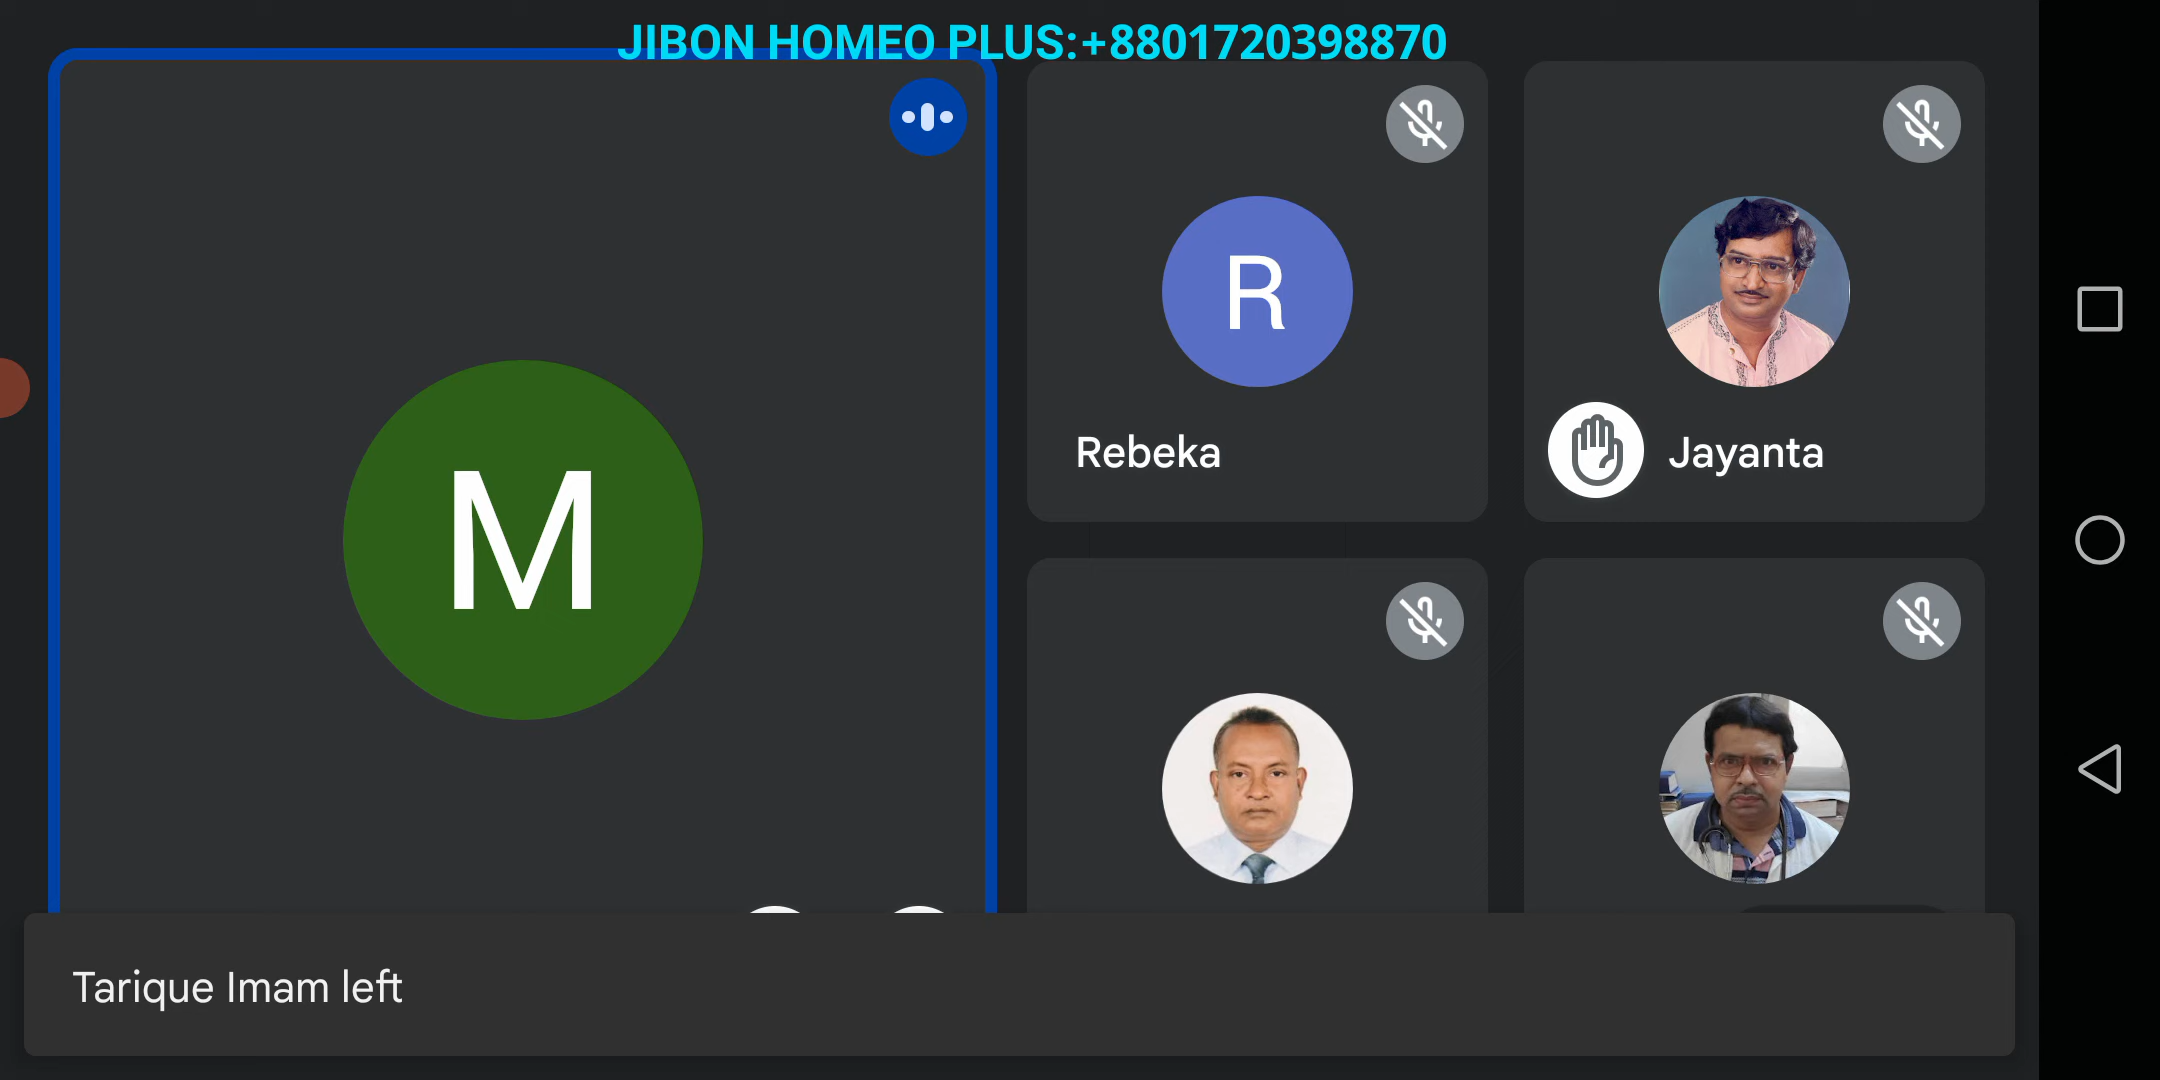 JIBON HOMEO PLUS:+8801720398870
M
R
Rebeka
Jayanta
Tarique Imam left